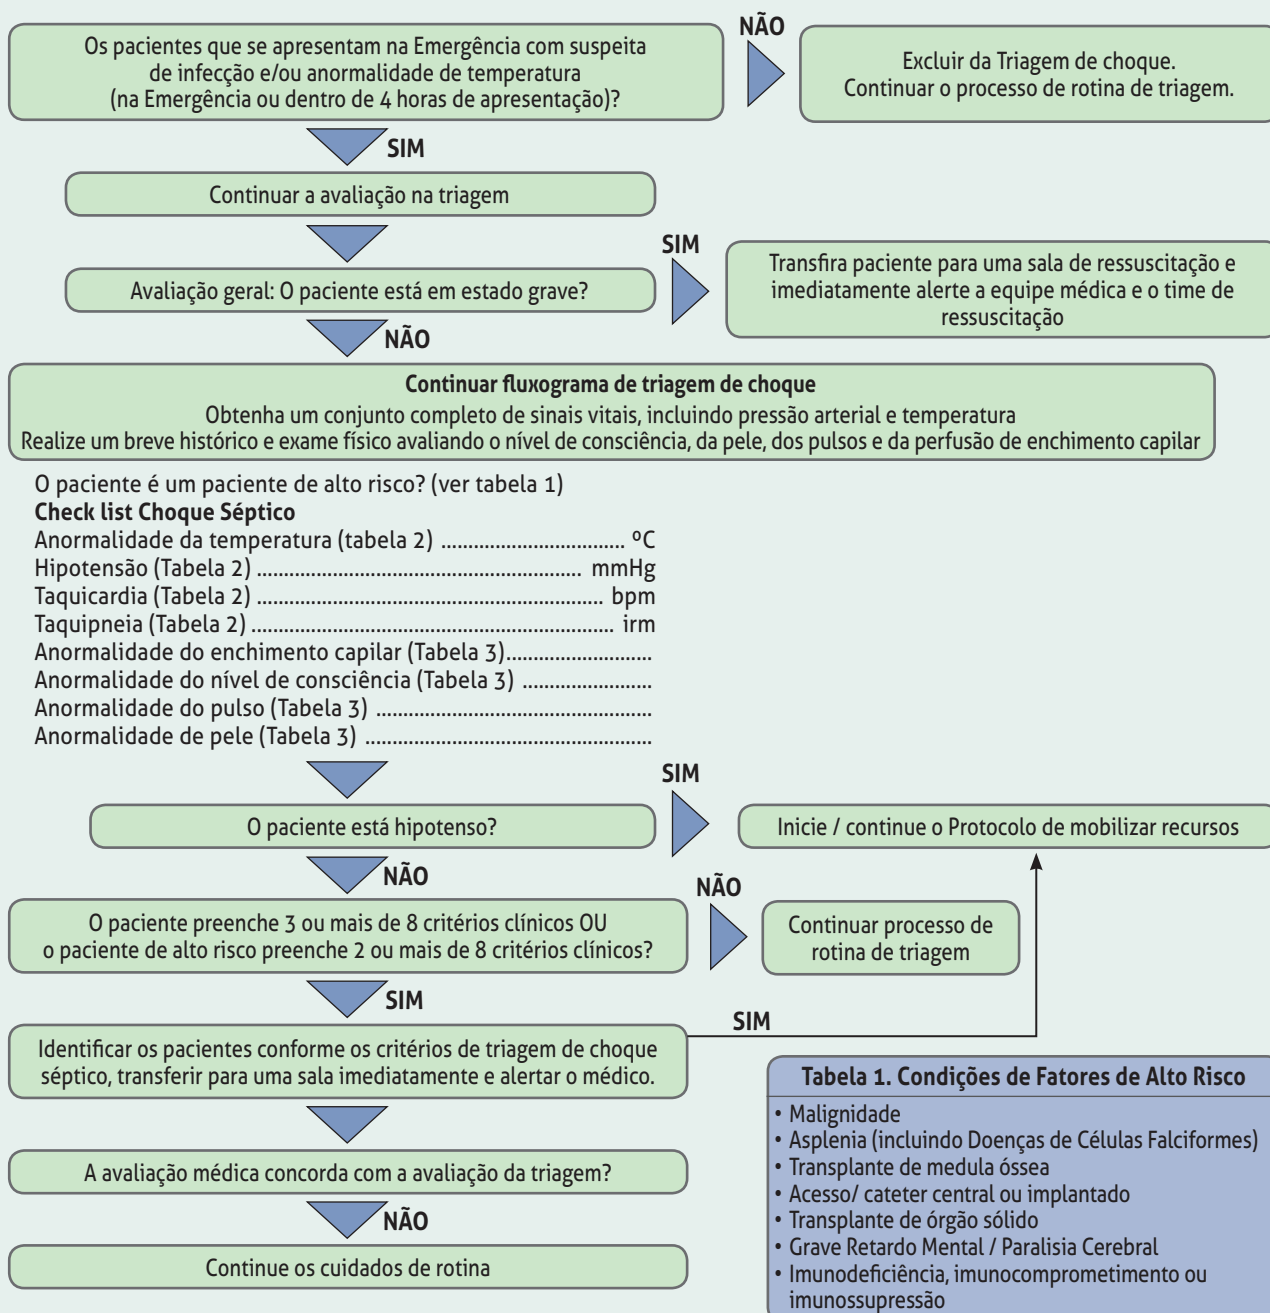 Os pacientes que se apresentam na Emergência com suspeita
de infecção e/ou anormalidade de temperatura
(na Emergência ou dentro de 4 horas de apresentação)?
NÃO
Excluir da Triagem de choque.
Continuar o processo de rotina de triagem.
SIM
Continuar a avaliação na triagem
Avaliação geral: O paciente está em estado grave?
SIM
Transfira paciente para uma sala de ressuscitação e
imediatamente alerte a equipe médica e o time de
ressuscitação
NÃO
Continuar fluxograma de triagem de choque
Obtenha um conjunto completo de sinais vitais, incluindo pressão arterial e temperatura
Realize um breve histórico e exame físico avaliando o nível de consciência, da pele, dos pulsos e da perfusão de enchimento capilar
O paciente é um paciente de alto risco? (ver tabela 1)
Check list Choque Séptico
Anormalidade da temperatura (tabela 2) ................................ ºC
Hipotensão (Tabela 2) ......................................................... mmHg
Taquicardia (Tabela 2) ............................................................. bpm
Taquipneia (Tabela 2) ................................................................ irm
Anormalidade do enchimento capilar (Tabela 3)..........................
Anormalidade do nível de consciência (Tabela 3) .......................
Anormalidade do pulso (Tabela 3) ................................................
Anormalidade de pele (Tabela 3) ..................................................
O paciente está hipotenso?
SIM
Inicie / continue o Protocolo de mobilizar recursos
NÃO
O paciente preenche 3 ou mais de 8 critérios clínicos OU
o paciente de alto risco preenche 2 ou mais de 8 critérios clínicos?
NÃO
Continuar processo de
rotina de triagem
SIM
Identificar os pacientes conforme os critérios de triagem de choque
séptico, transferir para uma sala imediatamente e alertar o médico.
SIM
A avaliação médica concorda com a avaliação da triagem?
NÃO
Continue os cuidados de rotina
Tabela 1. Condições de Fatores de Alto Risco
• Malignidade
• Asplenia (incluindo Doenças de Células Falciformes)
• Transplante de medula óssea
• Acesso/ cateter central ou implantado
• Transplante de órgão sólido
• Grave Retardo Mental / Paralisia Cerebral
• Imunodeficiência, imunocomprometimento ou
imunossupressão